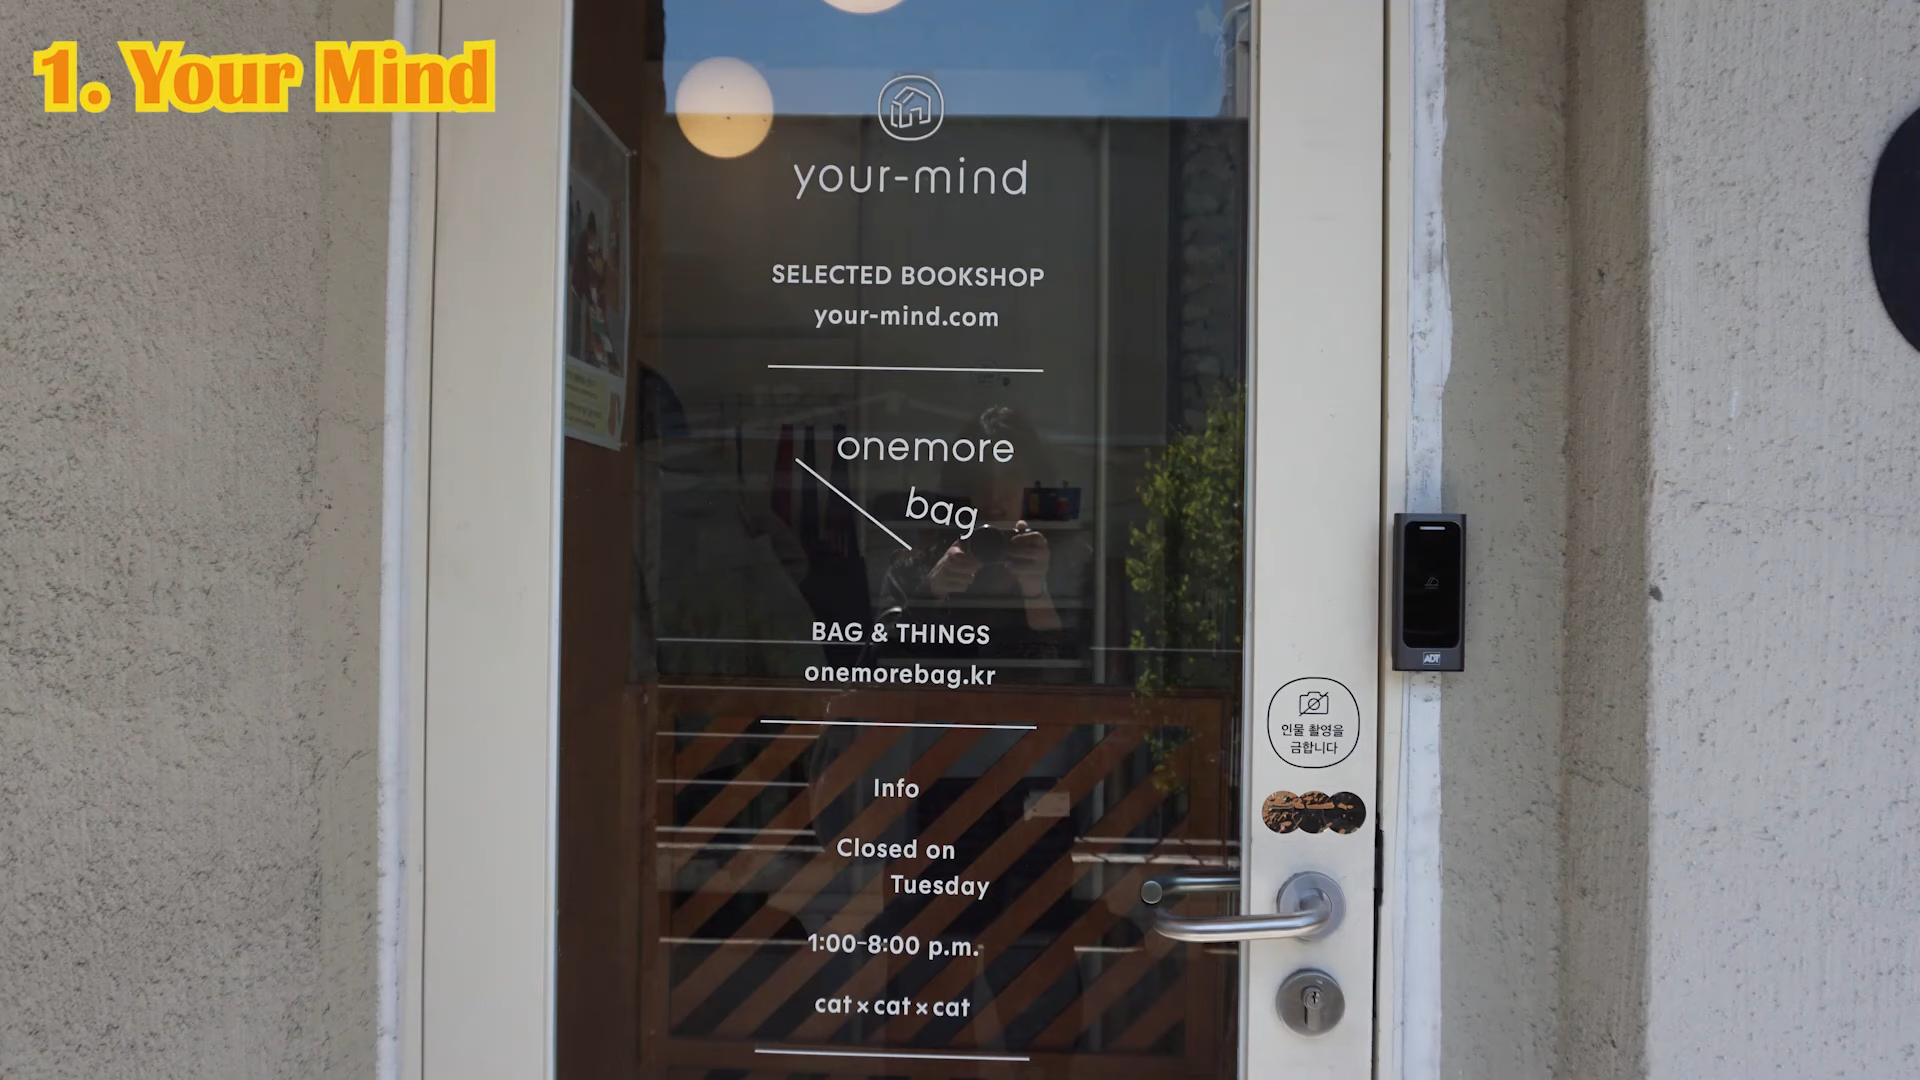 1. Your Mind
your-mind
SELECTED BOOKSHOP
your-mind.com
onemore
bag
BAG & THINGS
onemorebag.kr
Info
Closed on
Tuesday
1:00-8:00 p.m.
cat×cat×cat
ADT
인물 촬영을
금합니다